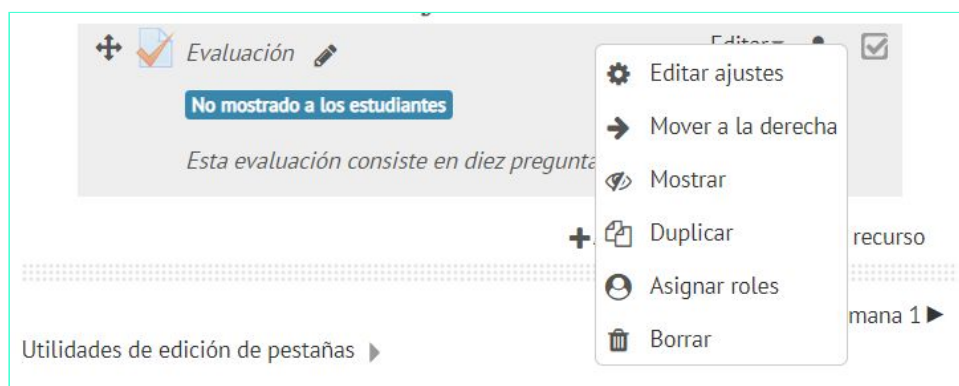 Evaluación
Editar
No mostrado a los estudiantes
Esta evaluación consiste en diez
Editar ajustes
Mover a la derecha
Mostrar
Duplicar
Asignar roles
Borrar
recurso
mana 1
Utilidades de edición de pestañas